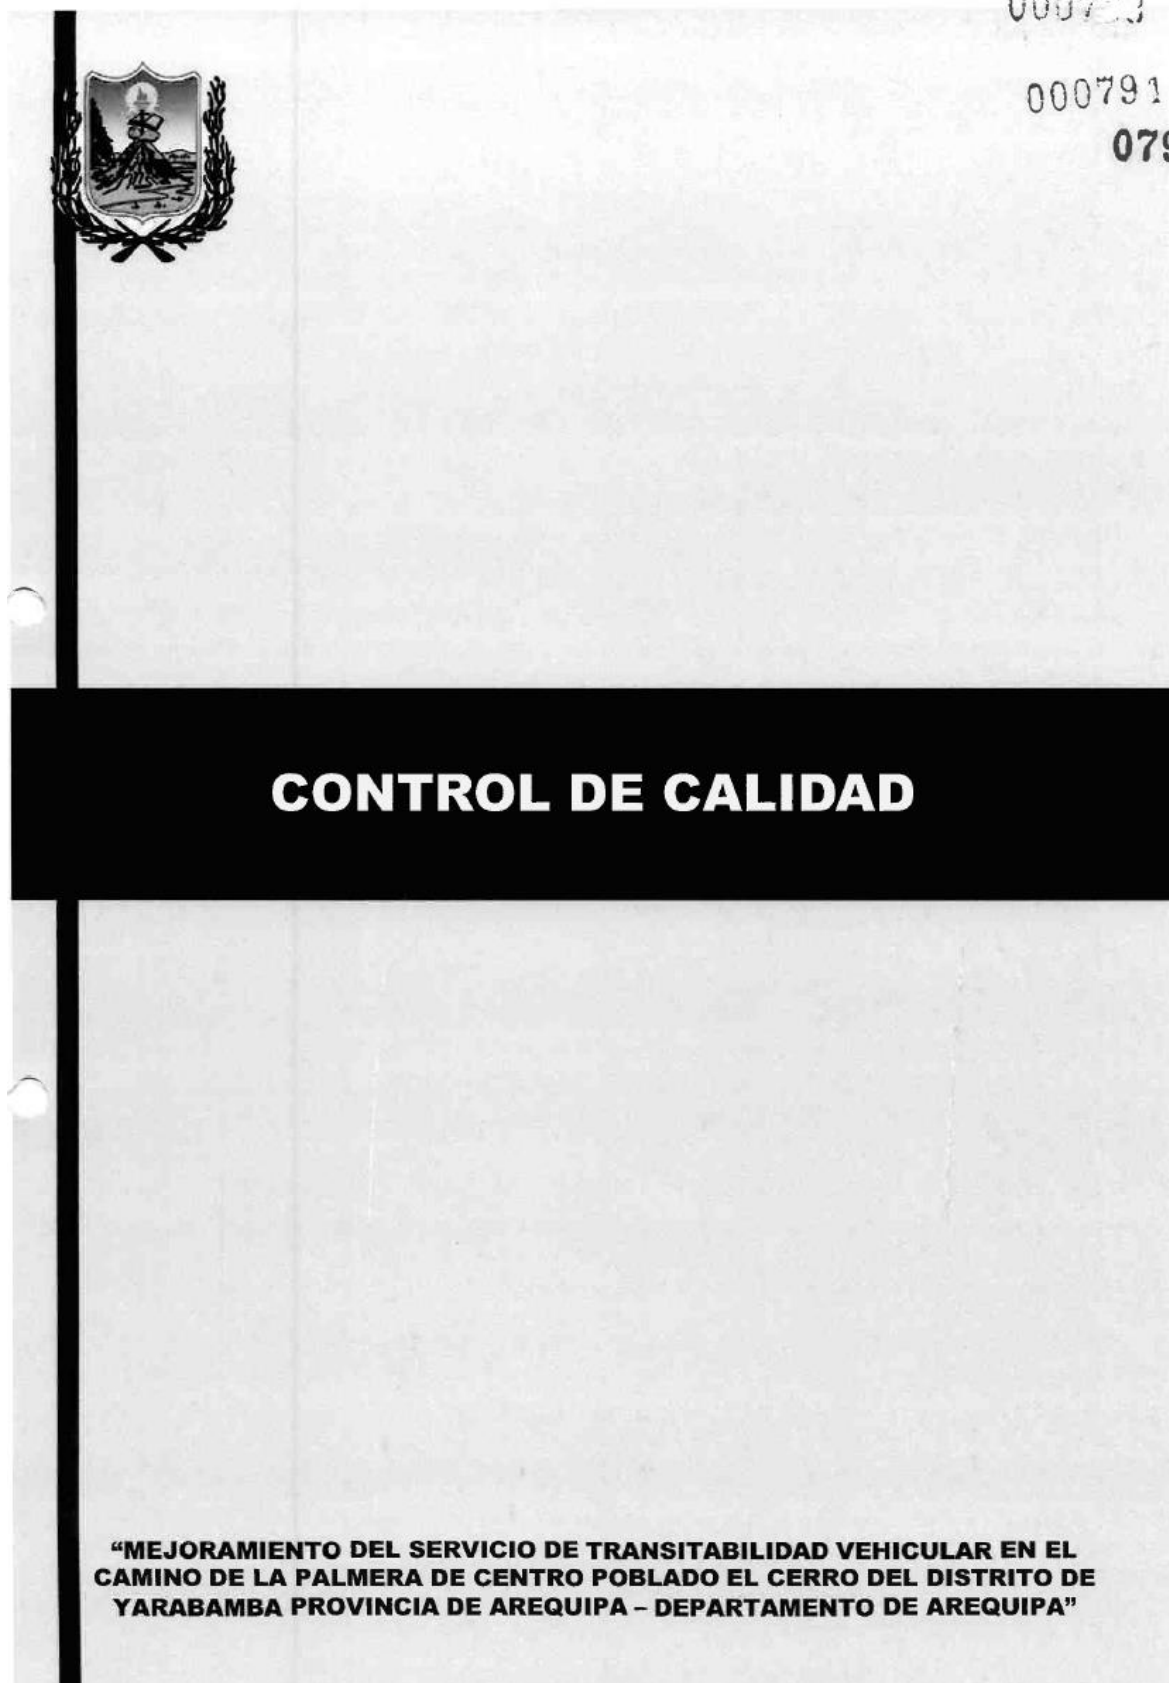 000791
CONTROL DE CALIDAD
“MEJORAMIENTO DEL SERVICIO DE TRANSITABILIDAD VEHICULAR EN EL
CAMINO DE LA PALMERA DE CENTRO POBLADO EL CERRO DEL DISTRITO DE
YARABAMBA PROVINCIA DE AREQUIPA – DEPARTAMENTO DE AREQUIPA”